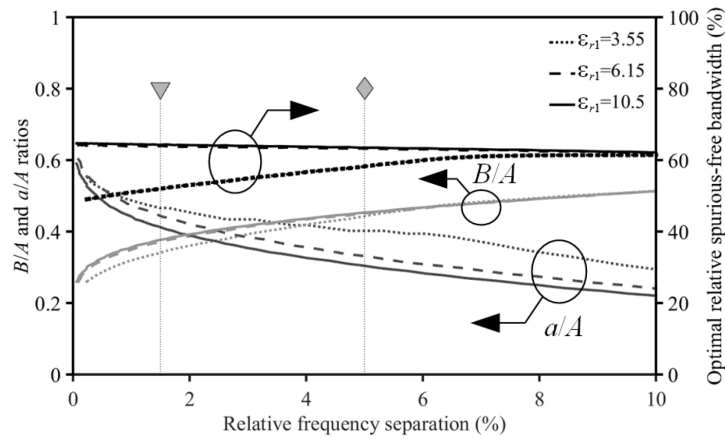 1
0.8
0.6
0.4
0.2
0
B/A and a/A ratios
100
80
60
40
20
0
Optimal relative spurious-free bandwidth (%)
εr1=3.55
εr1=6.15
εr1=10.5
B/A
a/A
0 2 4 6 8 10
Relative frequency separation (%)